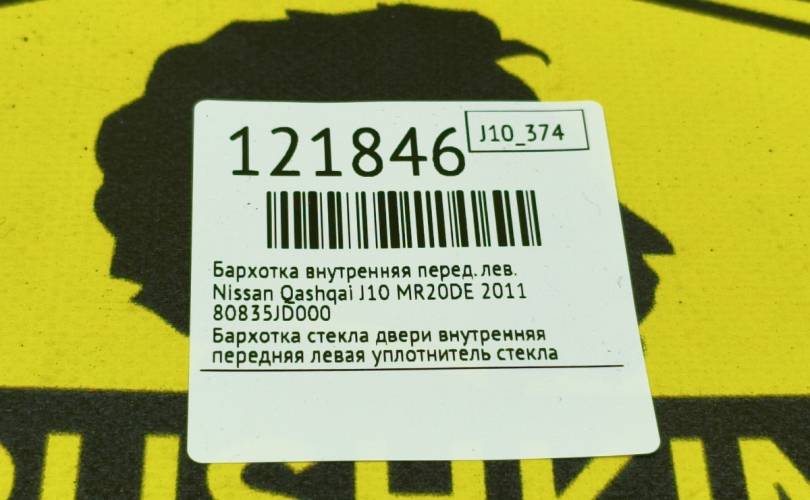 121846
J10_374
Бархотка внутренняя перед. лев.
Nissan Qashqai J10 MR20DE 2011
80835JD000
Бархотка стекла двери внутренняя
передняя левая уплотнитель стекла
PUSHKIN